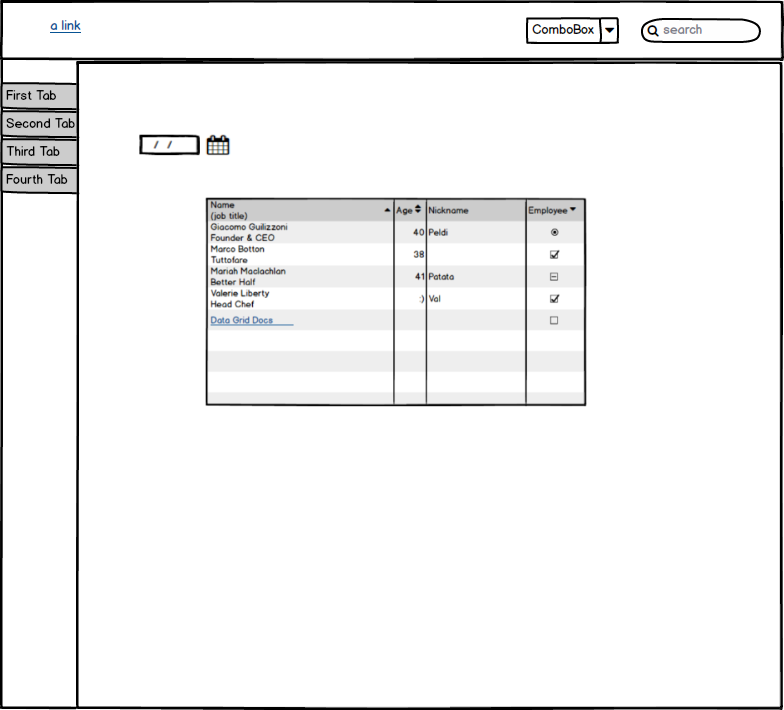 a link
ComboBox
search
First Tab
Second Tab
Third Tab
Fourth Tab
/ /
Name
(job title)
Age
Nickname
Employee
Giacomo Guilizzoni
Founder & CEO
40
Peldi
Marco Botton
Tuttofare
38
Mariah Maclachlan
Better Half
41
Patata
Valerie Liberty
Head Chef
:)
Val
Data Grid Docs